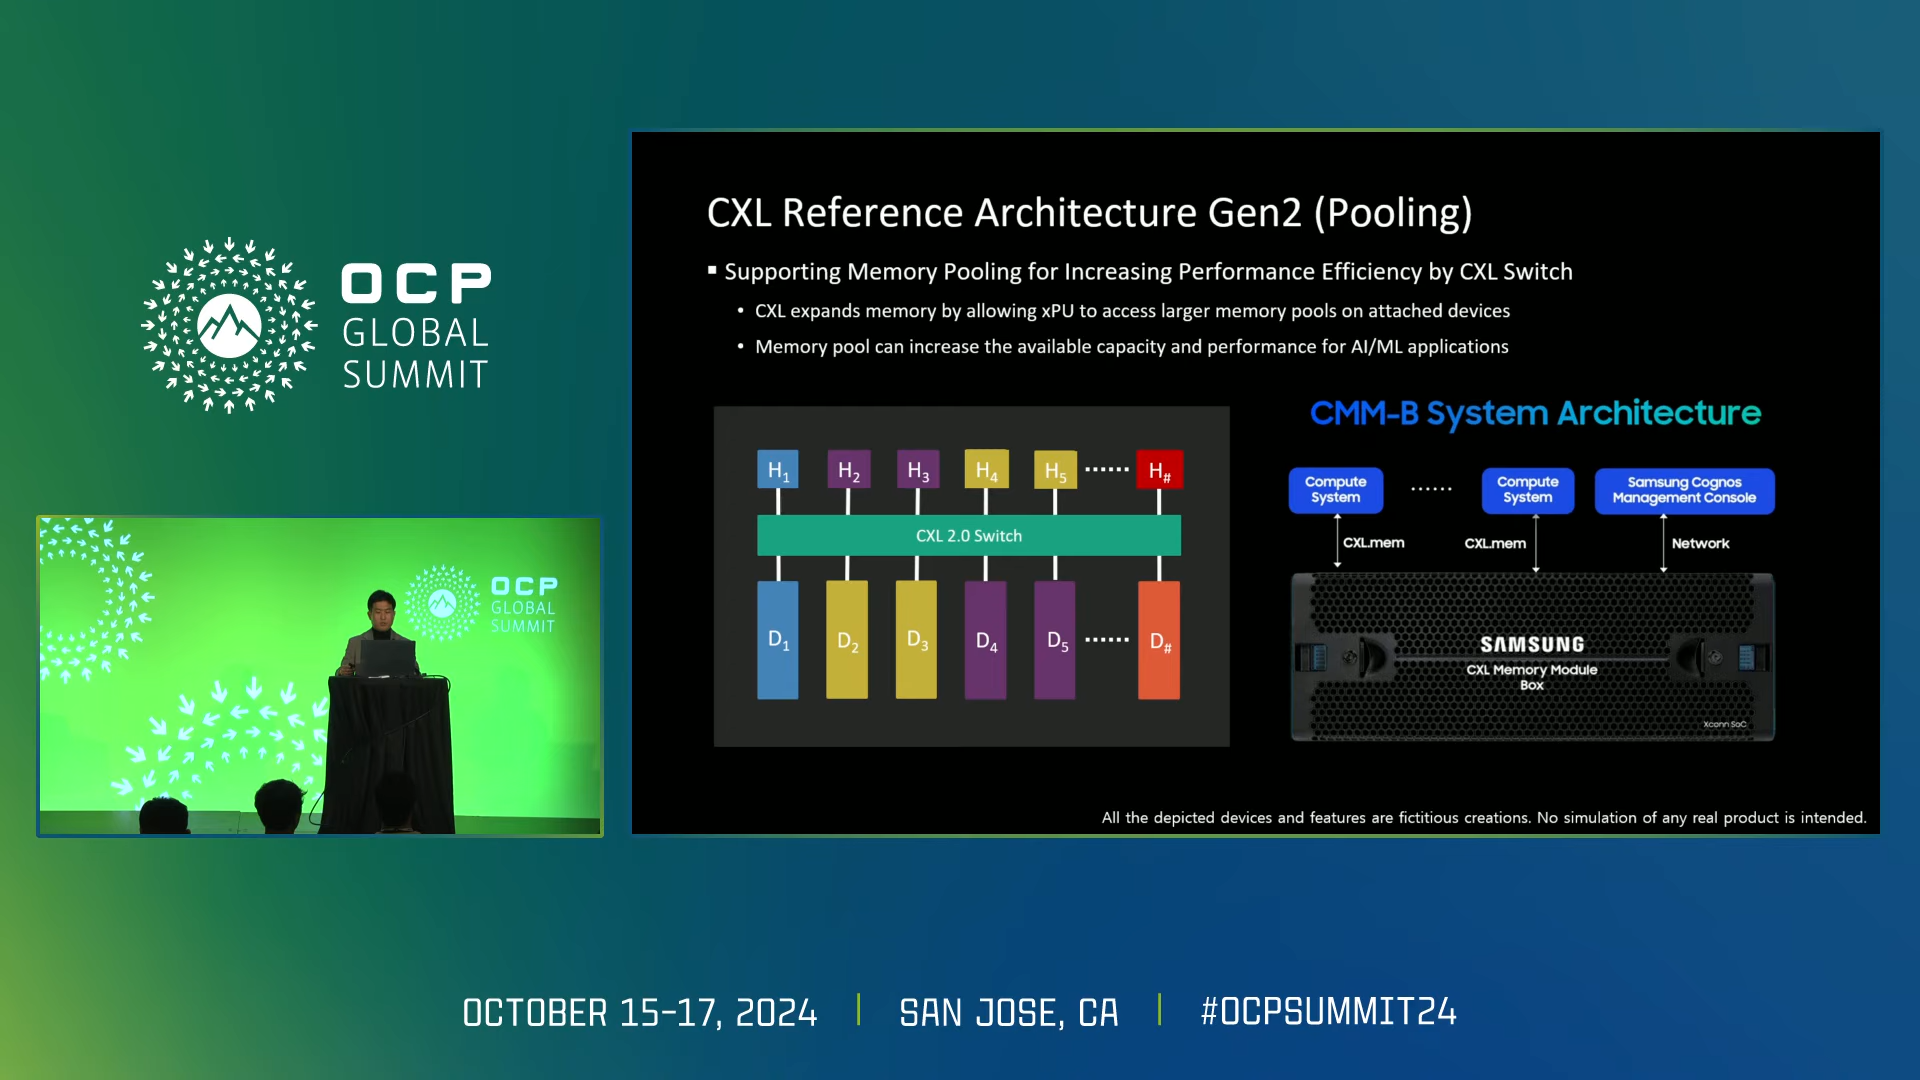 OCP
GLOBAL
SUMMIT
OCP
GLOBAL
SUMMIT
CXL Reference Architecture Gen2 (Pooling)
▪ Supporting Memory Pooling for Increasing Performance Efficiency by CXL Switch
• CXL expands memory by allowing xPU to access larger memory pools on attached devices
• Memory pool can increase the available capacity and performance for AI/ML applications
H1 H2 H3 H4 H5 ...... H#
CXL 2.0 Switch
D1 D2 D3 D4 D5 ...... D#
CMM-B System Architecture
Compute
System
......
Compute
System
Samsung Cognos
Management Console
CXL.mem
CXL.mem
Network
SAMSUNG
CXL Memory Module
Box
Xconn SoC
All the depicted devices and features are fictitious creations. No simulation of any real product is intended.
OCTOBER 15-17, 2024 | SAN JOSE, CA | #OCPSUMMIT24